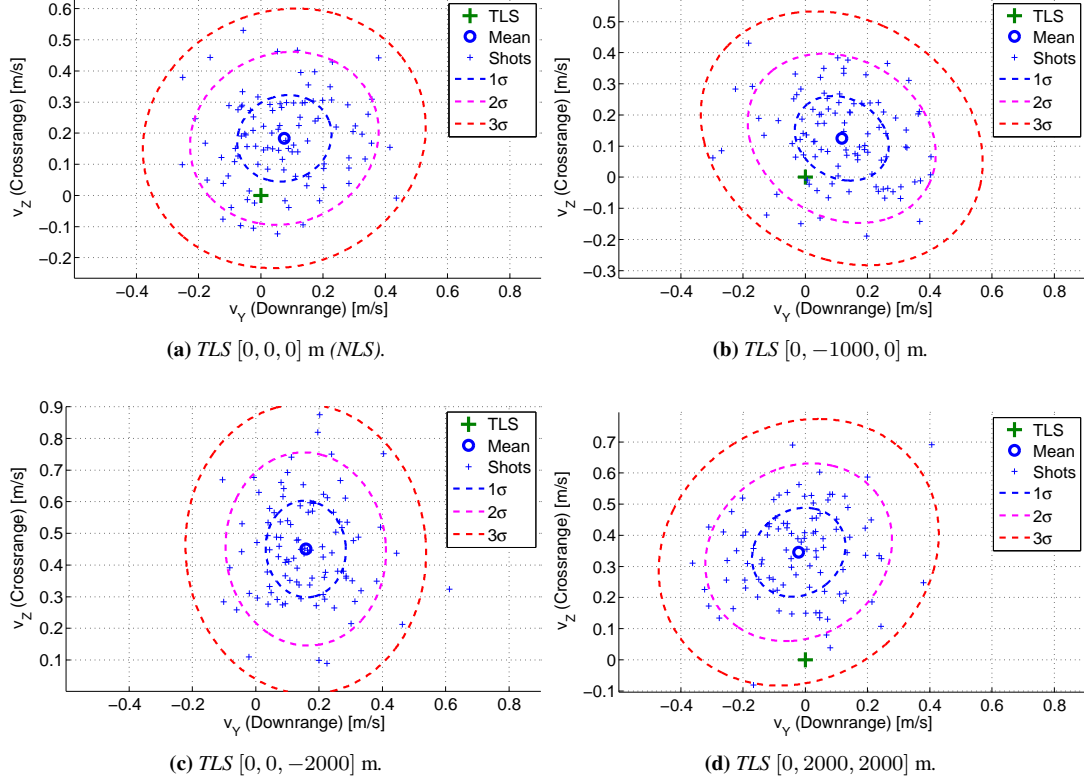 0.6
0.5
0.4
0.3
0.2
0.1
0
−0.1
−0.2
v_Z (Crossrange) [m/s]
−0.4 −0.2 0 0.2 0.4 0.6 0.8
v_Y (Downrange) [m/s]
TLS
Mean
Shots
1σ
2σ
3σ
(a) TLS [0, 0, 0] m (NLS).
0.5
0.4
0.3
0.2
0.1
0
−0.1
−0.2
−0.3
v_Z (Crossrange) [m/s]
−0.4 −0.2 0 0.2 0.4 0.6 0.8
v_Y (Downrange) [m/s]
TLS
Mean
Shots
1σ
2σ
3σ
(b) TLS [0, −1000, 0] m.
0.9
0.8
0.7
0.6
0.5
0.4
0.3
0.2
0.1
v_Z (Crossrange) [m/s]
−0.4 −0.2 0 0.2 0.4 0.6 0.8
v_Y (Downrange) [m/s]
TLS
Mean
Shots
1σ
2σ
3σ
(c) TLS [0, 0, −2000] m.
0.7
0.6
0.5
0.4
0.3
0.2
0.1
0
−0.1
v_Z (Crossrange) [m/s]
−0.4 −0.2 0 0.2 0.4 0.6 0.8
v_Y (Downrange) [m/s]
TLS
Mean
Shots
1σ
2σ
3σ
(d) TLS [0, 2000, 2000] m.